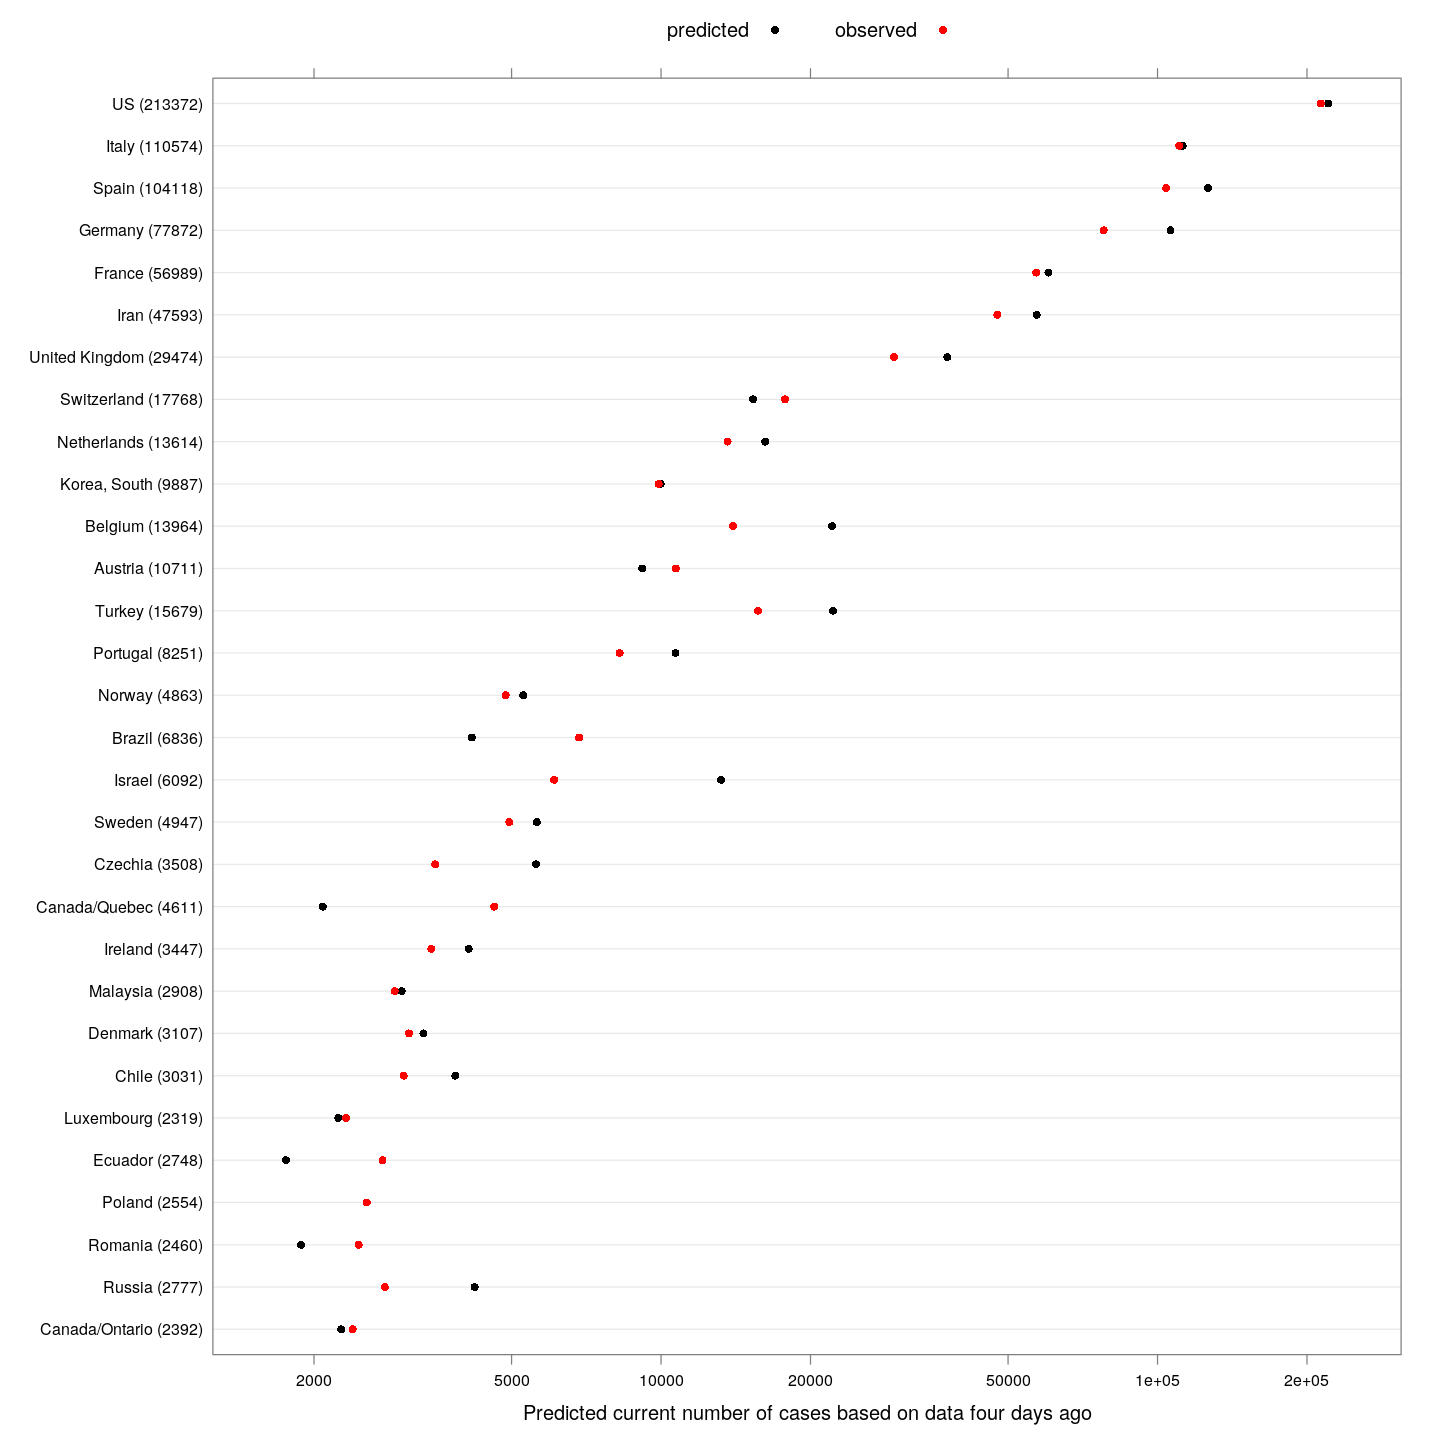 predicted observed
US (213372)
Italy (110574)
Spain (104118)
Germany (77872)
France (56989)
Iran (47593)
United Kingdom (29474)
Switzerland (17768)
Netherlands (13614)
Korea, South (9887)
Belgium (13964)
Austria (10711)
Turkey (15679)
Portugal (8251)
Norway (4863)
Brazil (6836)
Israel (6092)
Sweden (4947)
Czechia (3508)
Canada/Quebec (4611)
Ireland (3447)
Malaysia (2908)
Denmark (3107)
Chile (3031)
Luxembourg (2319)
Ecuador (2748)
Poland (2554)
Romania (2460)
Russia (2777)
Canada/Ontario (2392)
2000 5000 10000 20000 50000 1e+05 2e+05
Predicted current number of cases based on data four days ago